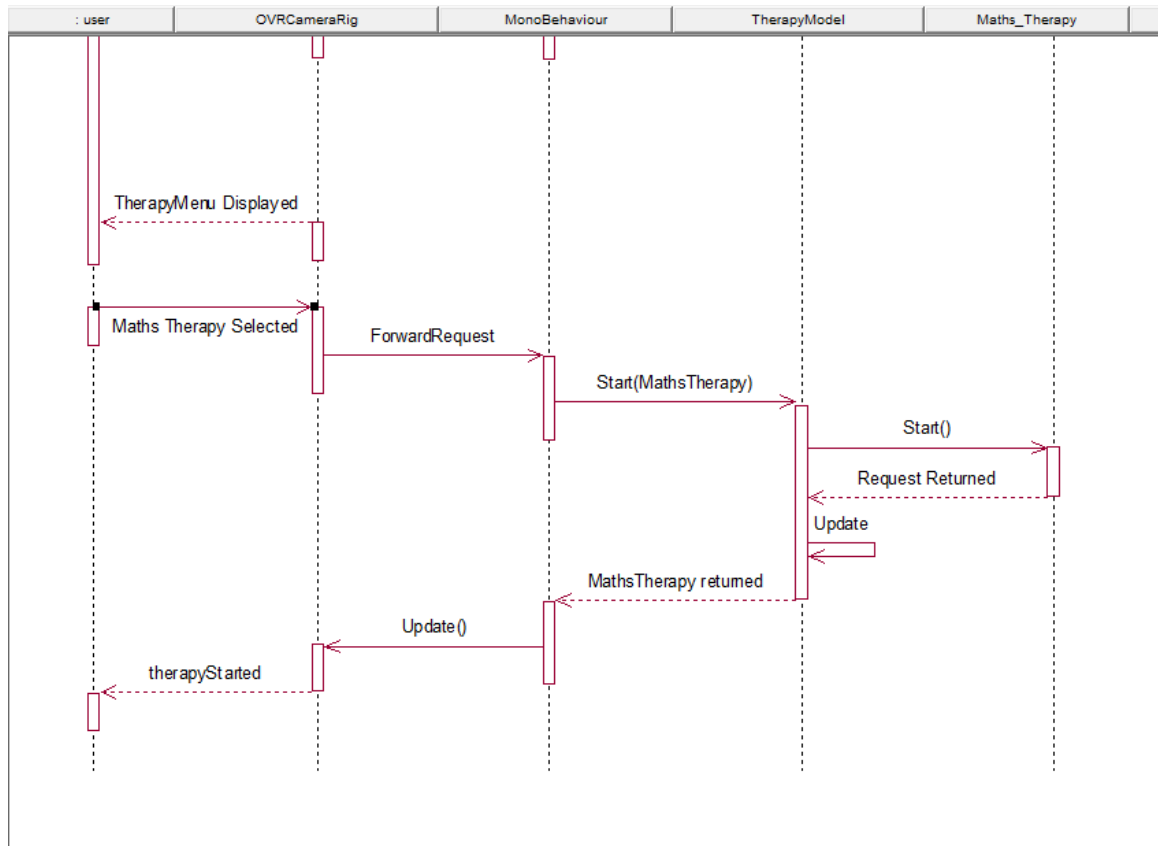 : user
OVRCameraRig
MonoBehaviour
TherapyModel
Maths_Therapy
TherapyMenu Displayed
Maths Therapy Selected
ForwardRequest
Start(MathsTherapy)
Start()
Request Returned
Update
MathsTherapy returned
Update()
therapyStarted